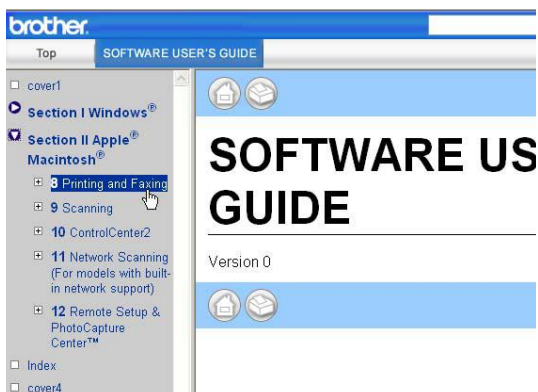 brother.
Top
SOFTWARE USER'S GUIDE
cover1
Section I Windows®
Section II Apple®
Macintosh®
8 Printing and Faxing
9 Scanning
10 ControlCenter2
11 Network Scanning
(For models with built-
in network support)
12 Remote Setup &
PhotoCapture
Center™
Index
cover4
SOFTWARE US
GUIDE
Version 0